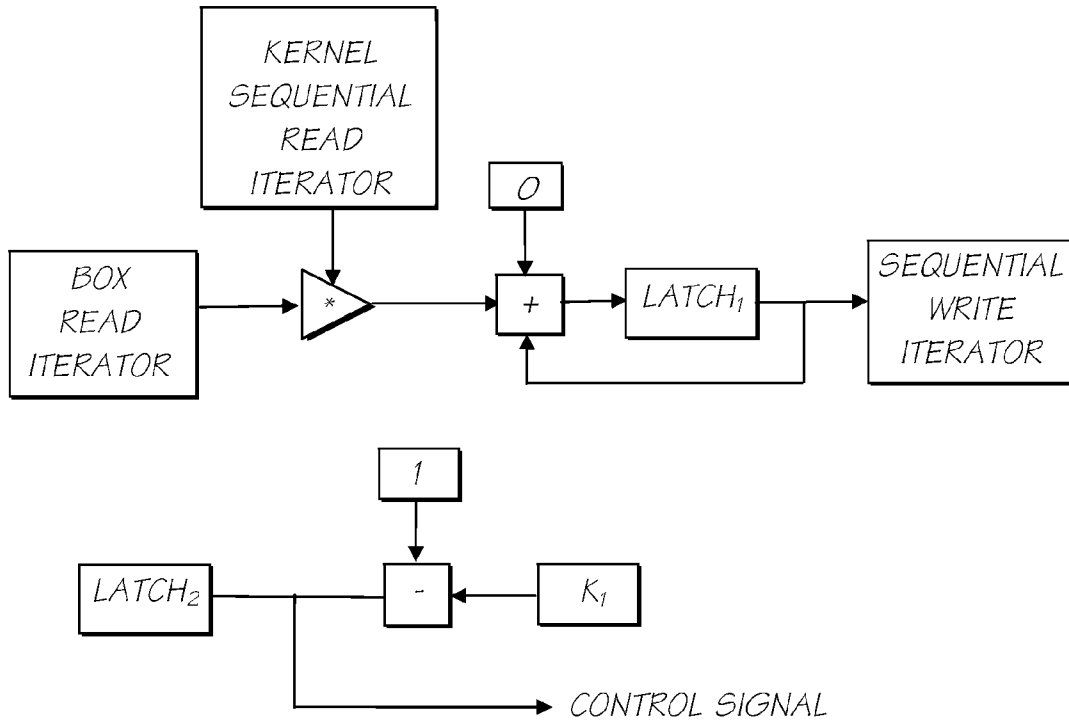 KERNEL
SEQUENTIAL
READ
ITERATOR
0
BOX
READ
ITERATOR
*
+
LATCH₁
SEQUENTIAL
WRITE
ITERATOR
1
LATCH₂
-
K₁
CONTROL SIGNAL